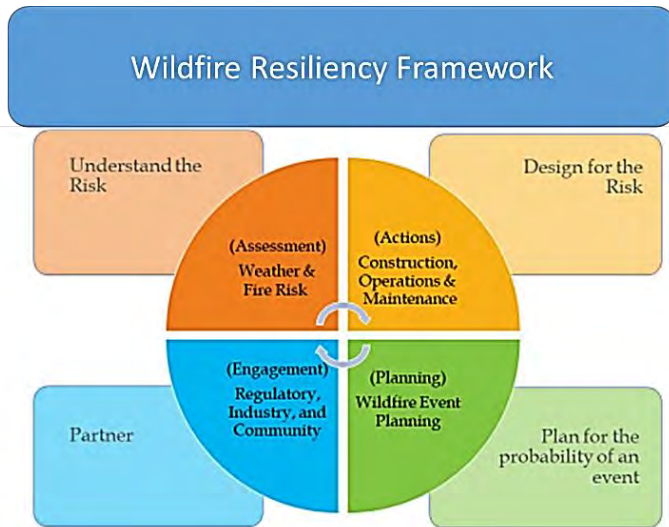 Wildfire Resiliency Framework
Understand the
Risk
Design for the
Risk
(Assessment)
Weather &
Fire Risk
(Actions)
Construction,
Operations &
Maintenance
(Engagement)
Regulatory,
Industry, and
Community
(Planning)
Wildfire Event
Planning
Partner
Plan for the
probability of an
event